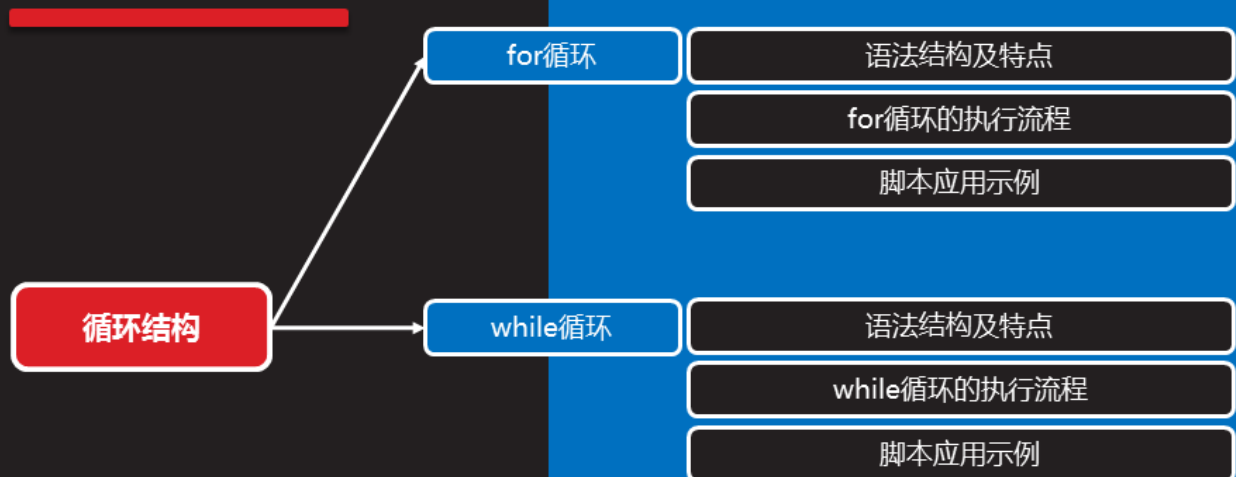 for循环
语法结构及特点
for循环的执行流程
脚本应用示例
循环结构
while循环
语法结构及特点
while循环的执行流程
脚本应用示例